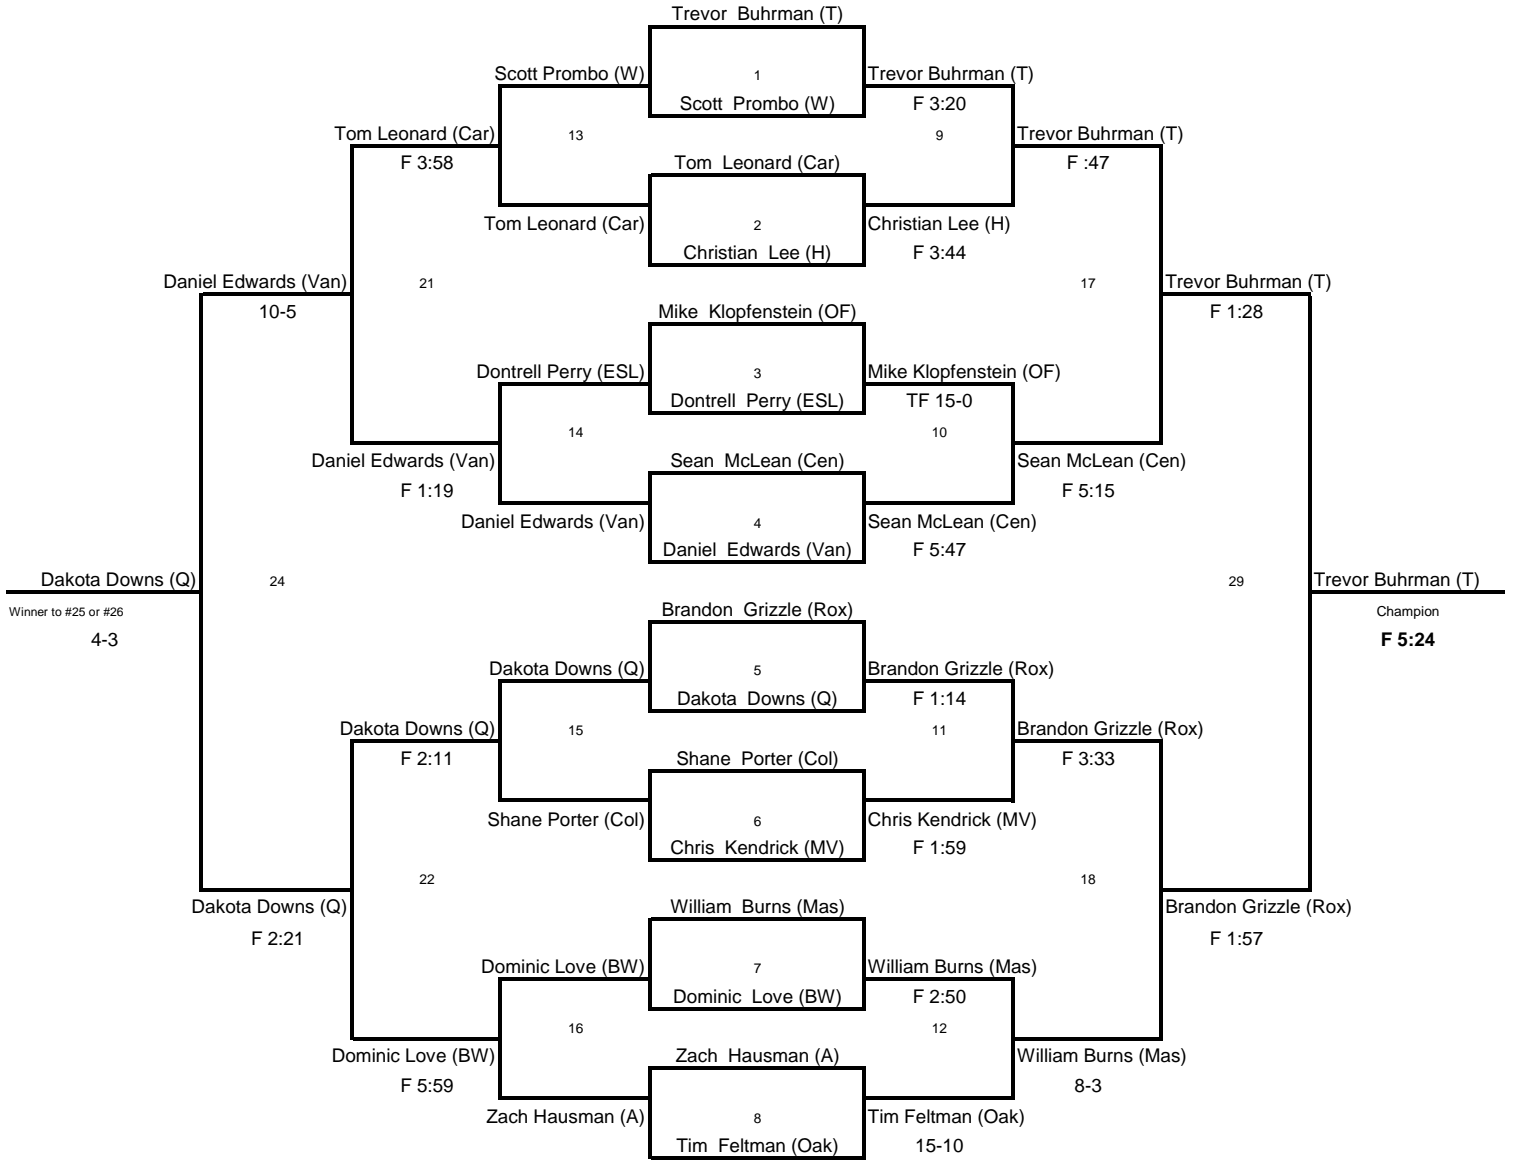 Trevor Buhrman (T)
Scott Prombo (W)
1
Trevor Buhrman (T)
Scott Prombo (W)
F 3:20
Tom Leonard (Car)
13
9
Trevor Buhrman (T)
F 3:58
Tom Leonard (Car)
F :47
Tom Leonard (Car)
2
Christian Lee (H)
Christian Lee (H)
F 3:44
Daniel Edwards (Van)
21
17
Trevor Buhrman (T)
10-5
Mike Klopfenstein (OF)
F 1:28
Dontrell Perry (ESL)
3
Mike Klopfenstein (OF)
Dontrell Perry (ESL)
TF 15-0
14
10
Daniel Edwards (Van)
Sean McLean (Cen)
Sean McLean (Cen)
F 1:19
F 5:15
Daniel Edwards (Van)
4
Sean McLean (Cen)
Daniel Edwards (Van)
F 5:47
Dakota Downs (Q)
24
29
Trevor Buhrman (T)
Winner to #25 or #26
Brandon Grizzle (Rox)
Champion
4-3
F 5:24
Dakota Downs (Q)
5
Brandon Grizzle (Rox)
Dakota Downs (Q)
F 1:14
Dakota Downs (Q)
15
11
Brandon Grizzle (Rox)
F 2:11
Shane Porter (Col)
F 3:33
Shane Porter (Col)
6
Chris Kendrick (MV)
Chris Kendrick (MV)
F 1:59
22
18
Dakota Downs (Q)
William Burns (Mas)
Brandon Grizzle (Rox)
F 2:21
F 1:57
Dominic Love (BW)
7
William Burns (Mas)
Dominic Love (BW)
F 2:50
16
12
Dominic Love (BW)
Zach Hausman (A)
William Burns (Mas)
F 5:59
8-3
Zach Hausman (A)
8
Tim Feltman (Oak)
Tim Feltman (Oak)
15-10